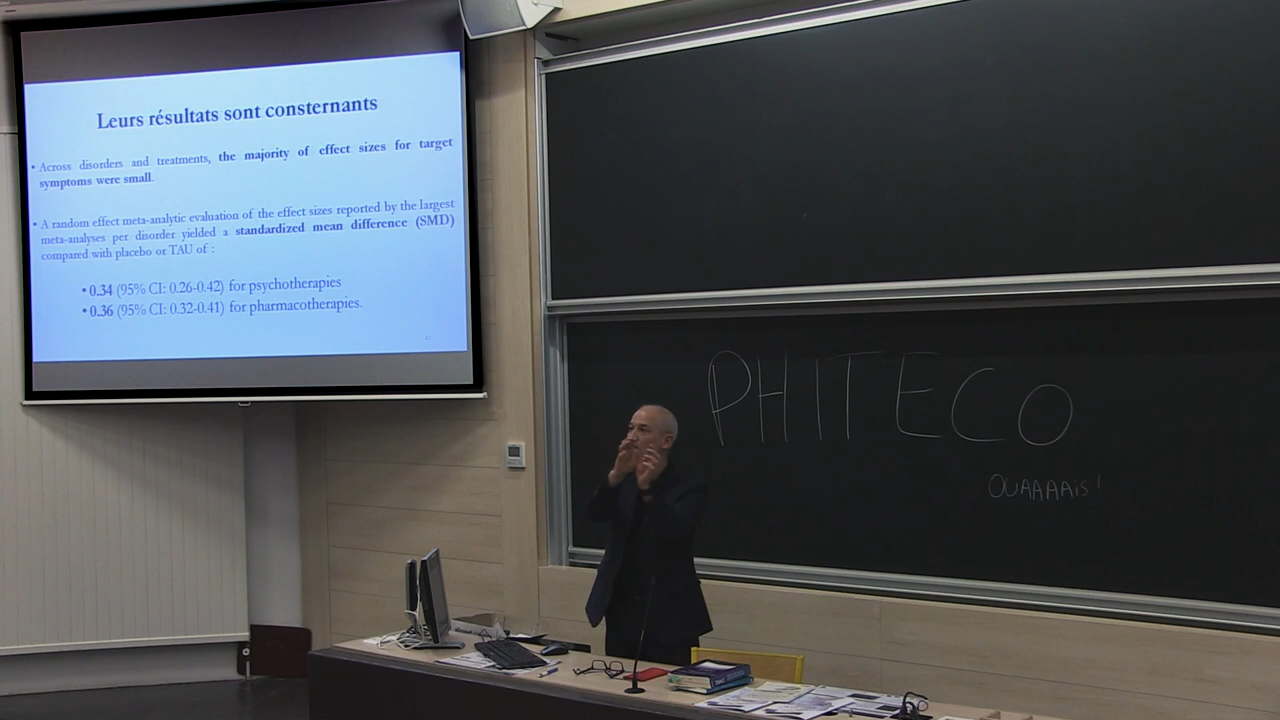 Leurs résultats sont consternants
• Across disorders and treatments, the majority of effect sizes for target
symptoms were small.
• A random effect meta-analytic evaluation of the effect sizes reported by the largest
meta-analyses per disorder yielded a standardized mean difference (SMD)
compared with placebo or TAU of :
• 0.34 (95% CI: 0.26-0.42) for psychotherapies
• 0.36 (95% CI: 0.32-0.41) for pharmacotherapies.
PHITECO
OUAAAAis !